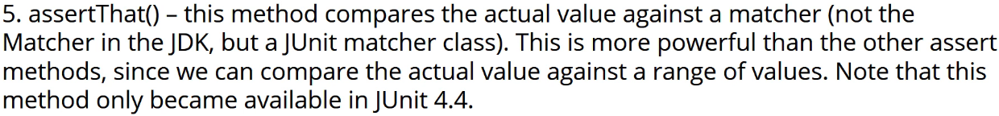 5. assertThat() – this method compares the actual value against a matcher (not the
Matcher in the JDK, but a JUnit matcher class). This is more powerful than the other assert
methods, since we can compare the actual value against a range of values. Note that this
method only became available in JUnit 4.4.